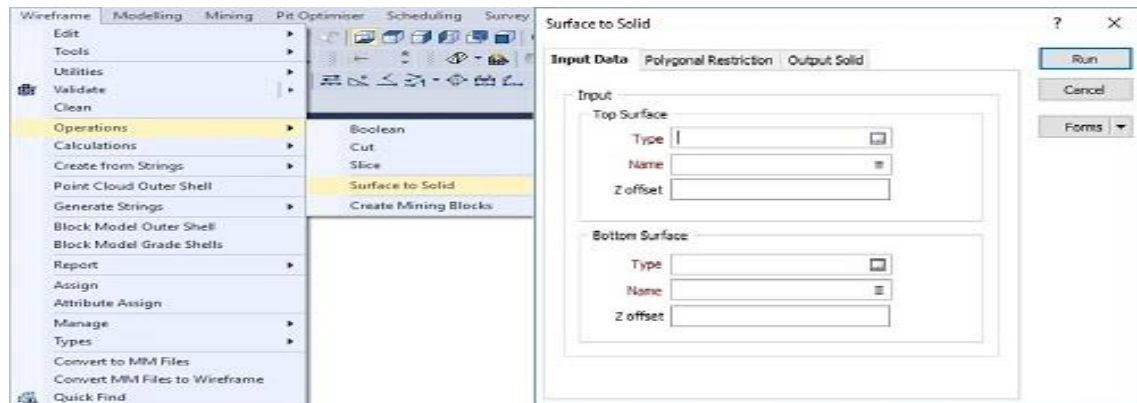 Wireframe Modelling Mining Pit Optimiser Scheduling Survey
Edit
Tools
Utilities
Validate
Clean
Operations
Calculations
Create from Strings
Point Cloud Outer Shell
Generate Strings
Block Model Outer Shell
Block Model Grade Shells
Report
Assign
Attribute Assign
Manage
Types
Convert to MM Files
Convert MM Files to Wireframe
Quick Find
Boolean
Cut
Slice
Surface to Solid
Create Mining Blocks
Surface to Solid ? ×
Input Data Polygonal Restriction Output Solid
Run
Cancel
Forms
Input
Top Surface
Type
Name
Z offset
Bottom Surface
Type
Name
Z offset